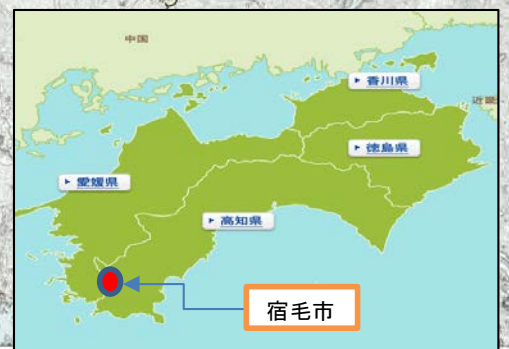 中国
▶ 香川県
近畿
▶ 徳島県
▶ 愛媛県
▶ 高知県
宿毛市